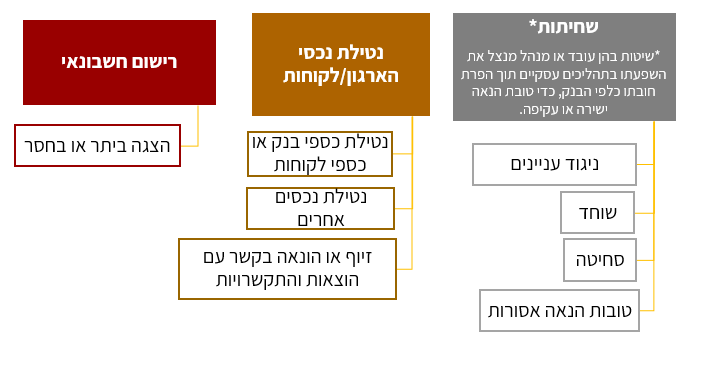 שחיתות*
*שיטות בהן עובד או מנהל מנצל את
השפעתו בתהליכים עסקיים תוך הפרת
חובתו כלפי הבנק, כדי טובת הנאה
ישירה או עקיפה.
ניגוד עניינים
שוחד
סחיטה
טובות הנאה אסורות
נטילת נכסי
הארגון/לקוחות
נטילת כספי בנק או
כספי לקוחות
נטילת נכסים
אחרים
זיוף או הונאה בקשר עם
הוצאות והתקשרויות
רישום חשבונאי
הצגה ביתר או בחסר